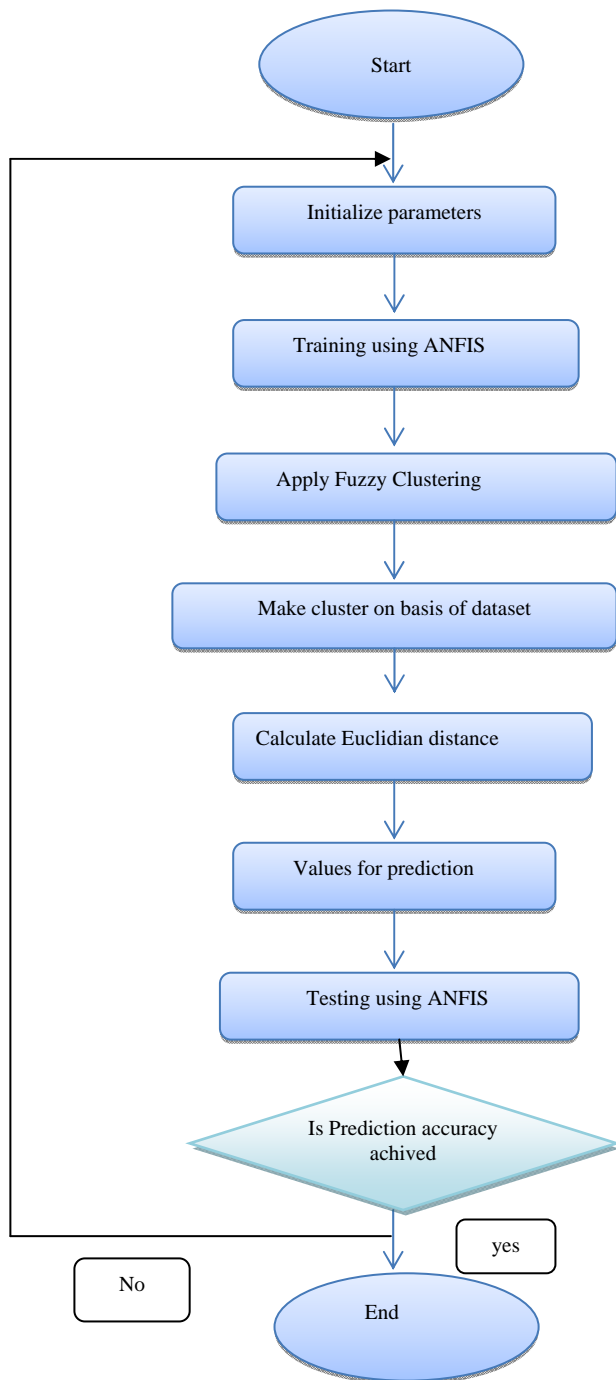 Start
Initialize parameters
Training using ANFIS
Apply Fuzzy Clustering
Make cluster on basis of dataset
Calculate Euclidian distance
Values for prediction
Testing using ANFIS
Is Prediction accuracy
achived
yes
No
End